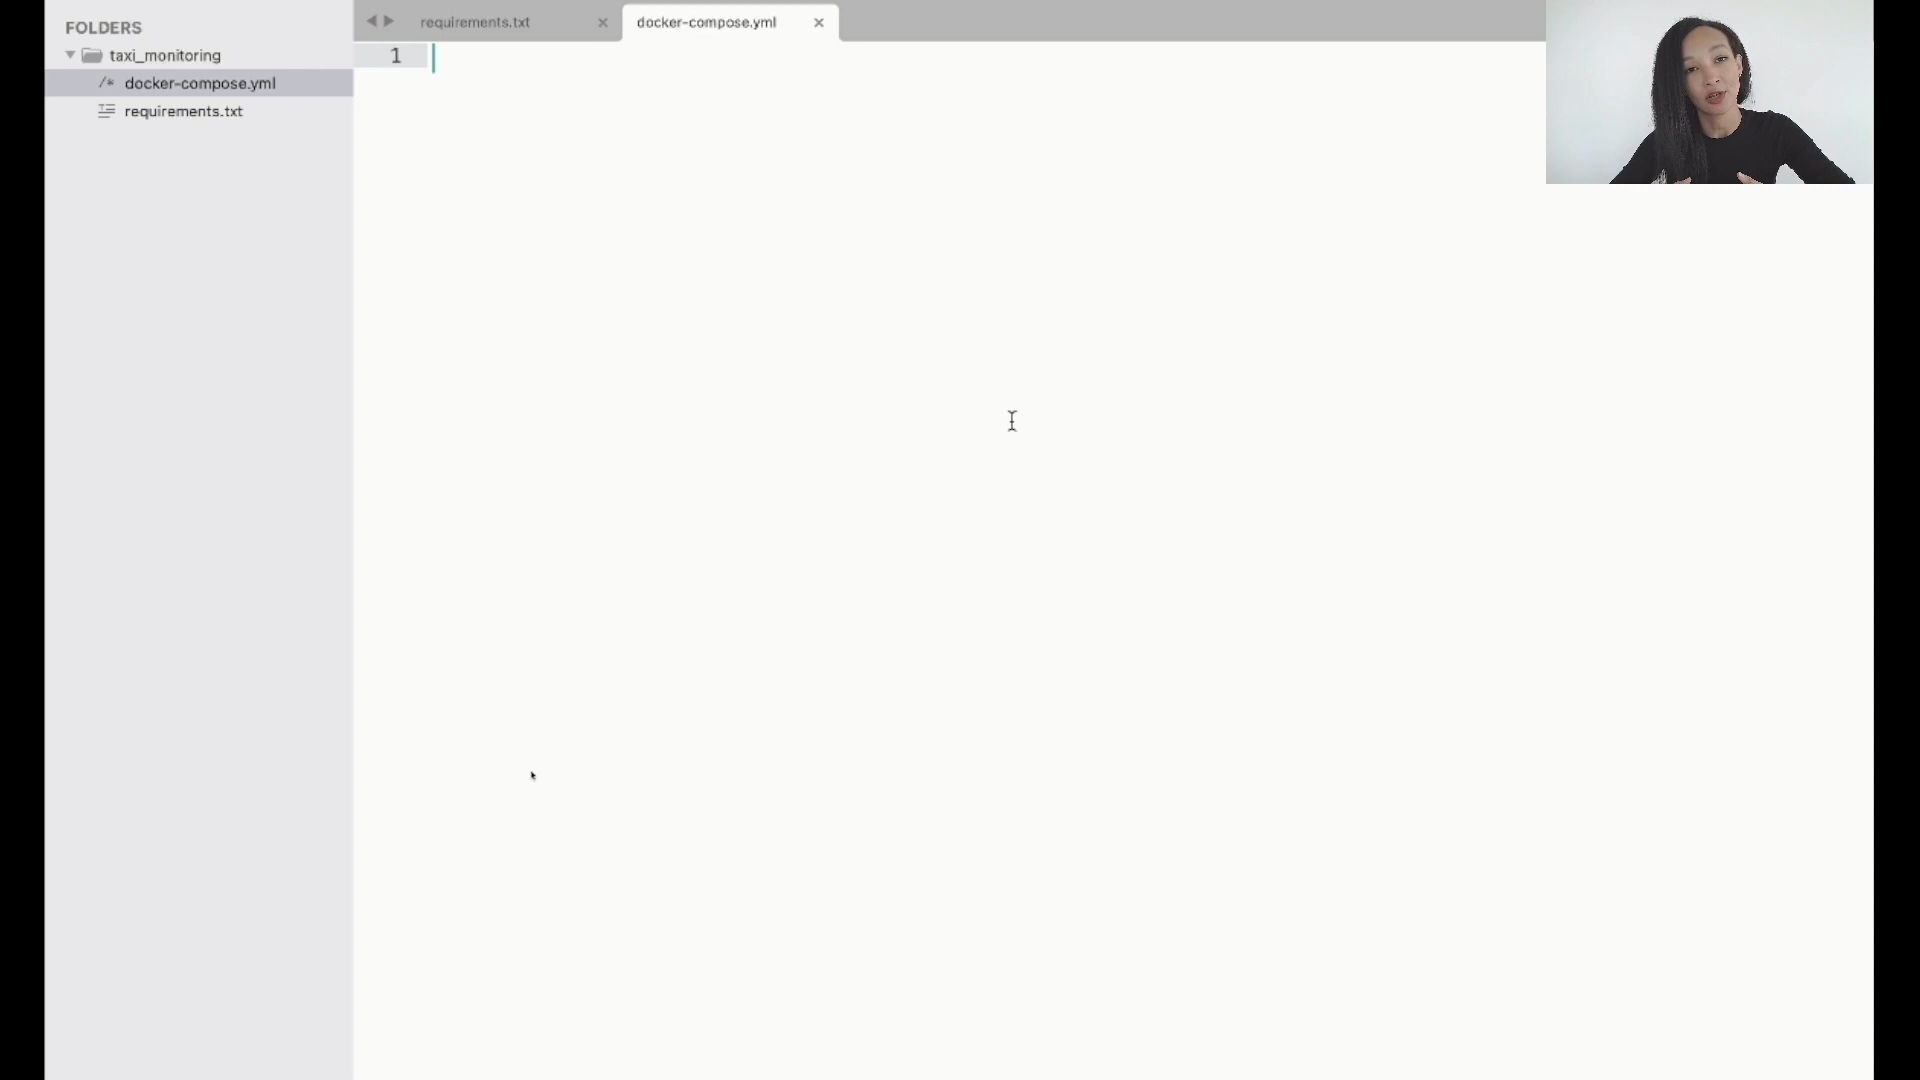 FOLDERS
taxi_monitoring
docker-compose.yml
requirements.txt
requirements.txt
docker-compose.yml
1